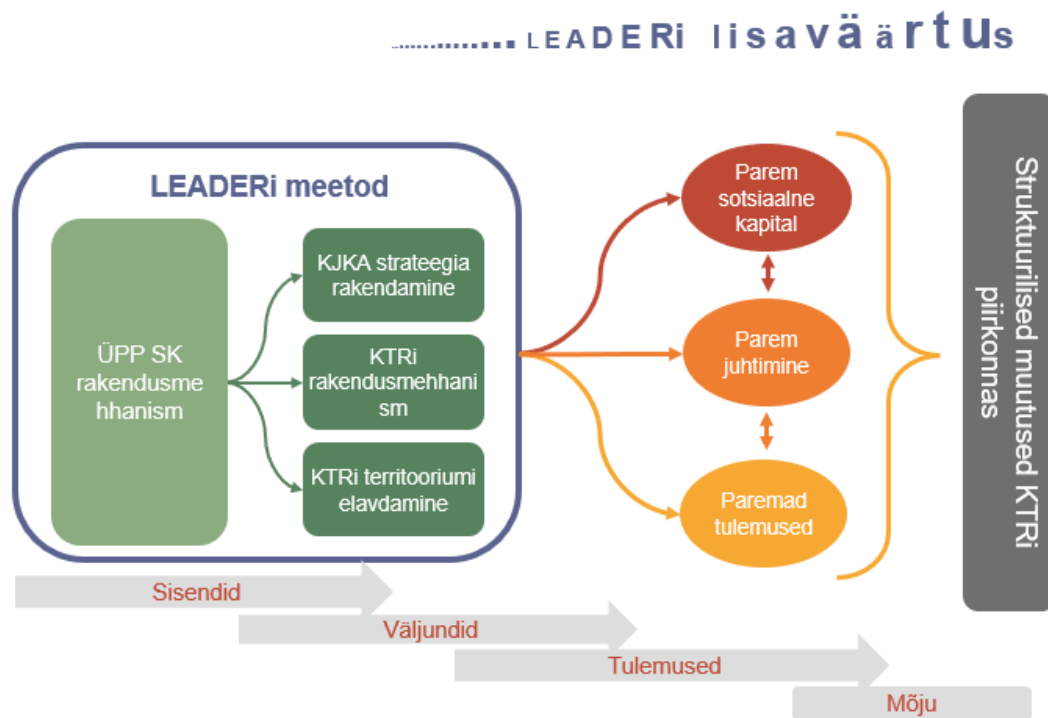 ................ LEADERi lisaväärtus
LEADERi meetod
ÜPP SK
rakendusme
hhanism
KJKA strateegia
rakendamine
KTRi
rakendusmehhani
sm
KTRi territooriumi
elavdamine
Parem
sotsiaalne
kapital
Parem
juhtimine
Paremad
tulemused
Struktuurilised muutused KTRi
piirkonnas
Sisendid
Väljundid
Tulemused
Mõju